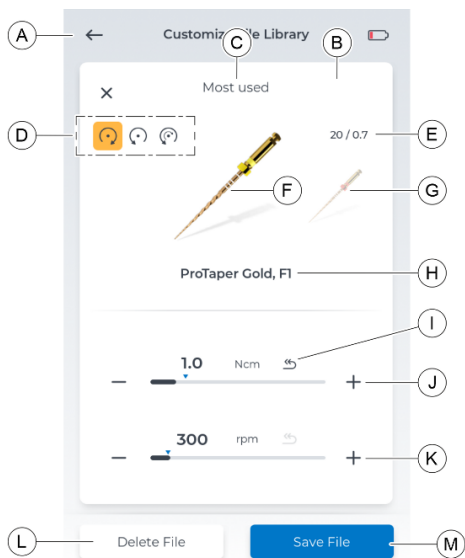 A
Customiz le Library
C
B
Most used
D
20 / 0.7
E
F
G
ProTaper Gold, F1
H
I
1.0 Ncm
J
300 rpm
K
L
Delete File
Save File
M